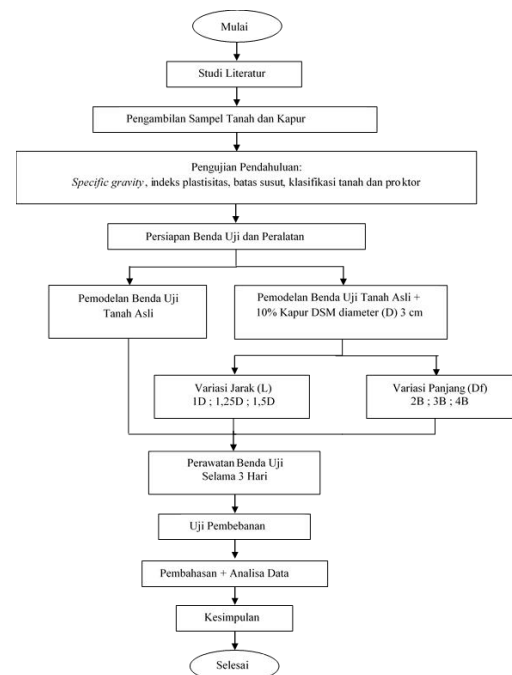 Mulai
Studi Literatur
Pengambilan Sampel Tanah dan Kapur
Pengujian Pendahuluan:
Specific gravity, indeks plastisitas, batas susut, klasifikasi tanah dan proktor
Persiapan Benda Uji dan Peralatan
Pemodelan Benda Uji
Tanah Asli
Pemodelan Benda Uji Tanah Asli +
10% Kapur DSM diameter (D) 3 cm
Variasi Jarak (L)
1D ; 1,25D ; 1,5D
Variasi Panjang (Df)
2B ; 3B ; 4B
Perawatan Benda Uji
Selama 3 Hari
Uji Pembebanan
Pembahasan + Analisa Data
Kesimpulan
Selesai